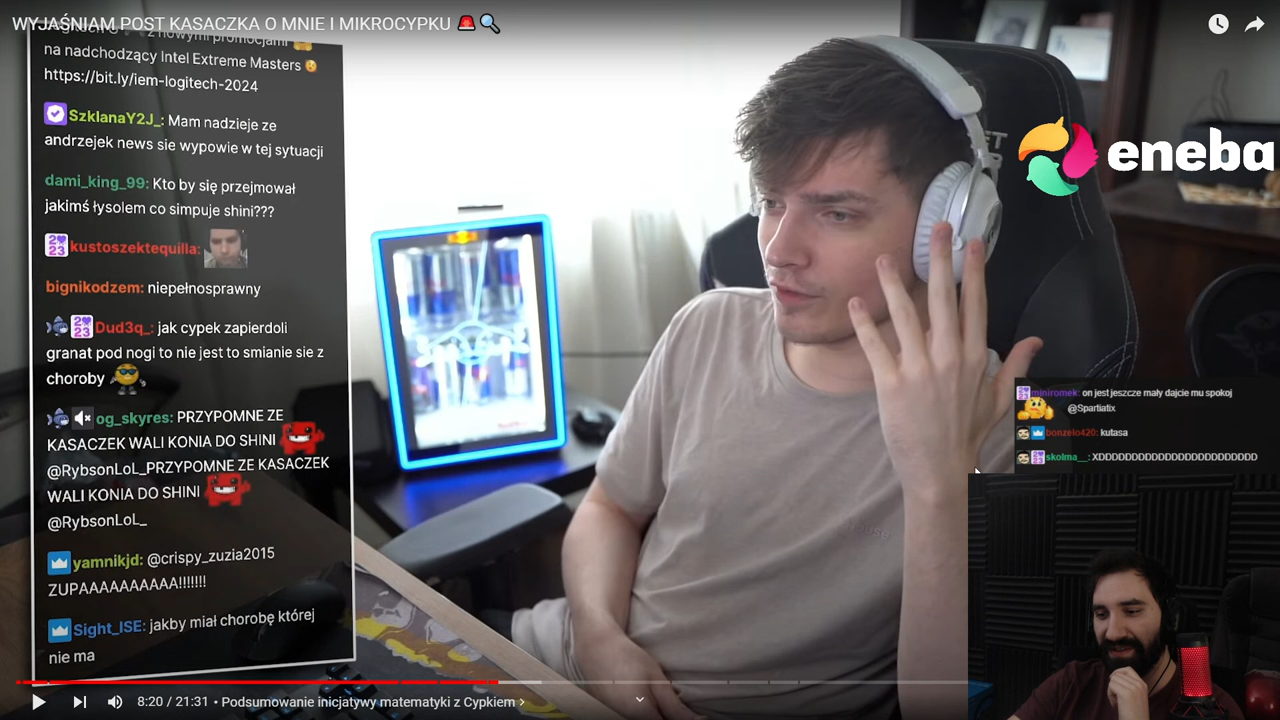 WYJAŚNIAM POST KASACZKA O MNIE I MIKROCYPKU
z nowymi promocjami
na nadchodzący Intel Extreme Masters
https://bit.ly/iem-logitech-2024
SzklanaY2J_: Mam nadzieje ze
andrzejek news sie wypowie w tej sytuacji
dami_king_99: Kto by się przejmował
jakimś łysolem co simpuje shini???
kustoszektequilla:
bignikodzem: niepełnosprawny
Dud3q_: jak cypek zapierdoli
granat pod nogi to nie jest to smianie sie z
choroby
og_skyres: PRZYPOMNE ZE
KASACZEK WALI KONIA DO SHINI
@RybsonLoL_PRZYPOMNE ZE KASACZEK
WALI KONIA DO SHINI
@RybsonLoL_
yamnikjd: @crispy_zuzia2015
ZUPAAAAAAAAAA!!!!!!!
Sight_ISE: jakby miał chorobę której
nie ma
eneba
miniromek: on jest jeszcze mały dajcie mu spokoj
@Spartiatix
bonzelo420: kutasa
skolma__: XDDDDDDDDDDDDDDDDDDDDDDDDD
8:20 / 21:31 • Podsumowanie inicjatywy matematyki z Cypkiem